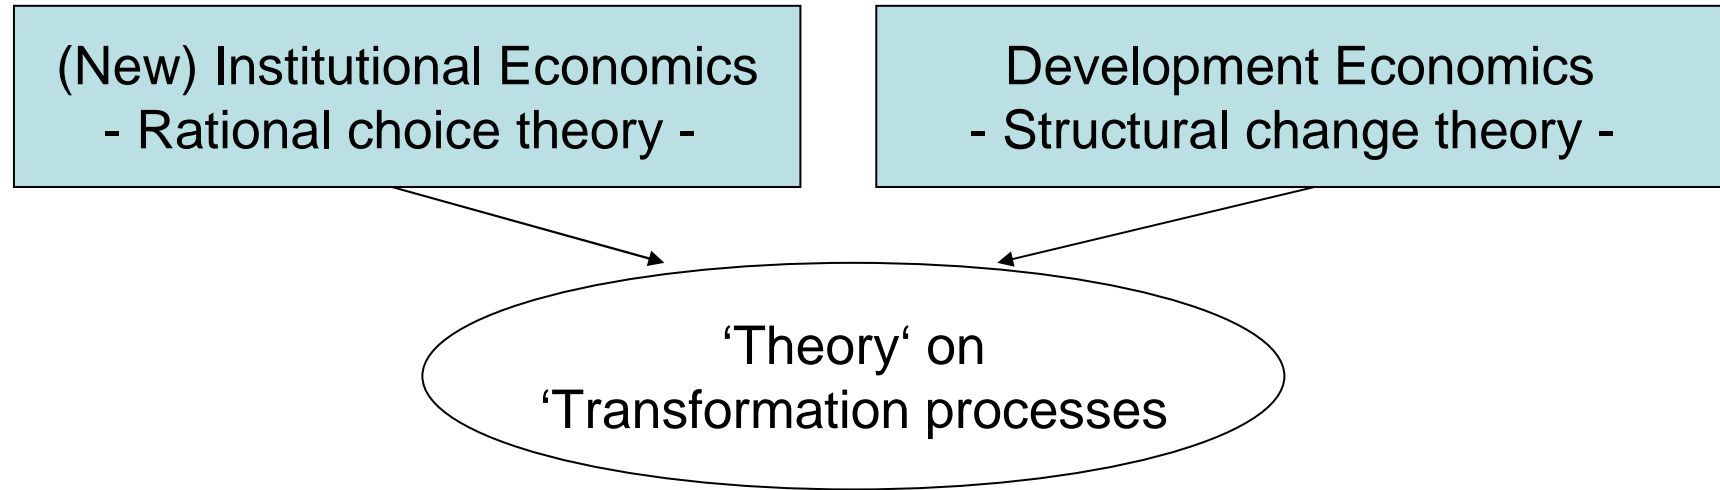 (New) Institutional Economics
- Rational choice theory -
Development Economics
- Structural change theory -
‘Theory‘ on
‘Transformation processes